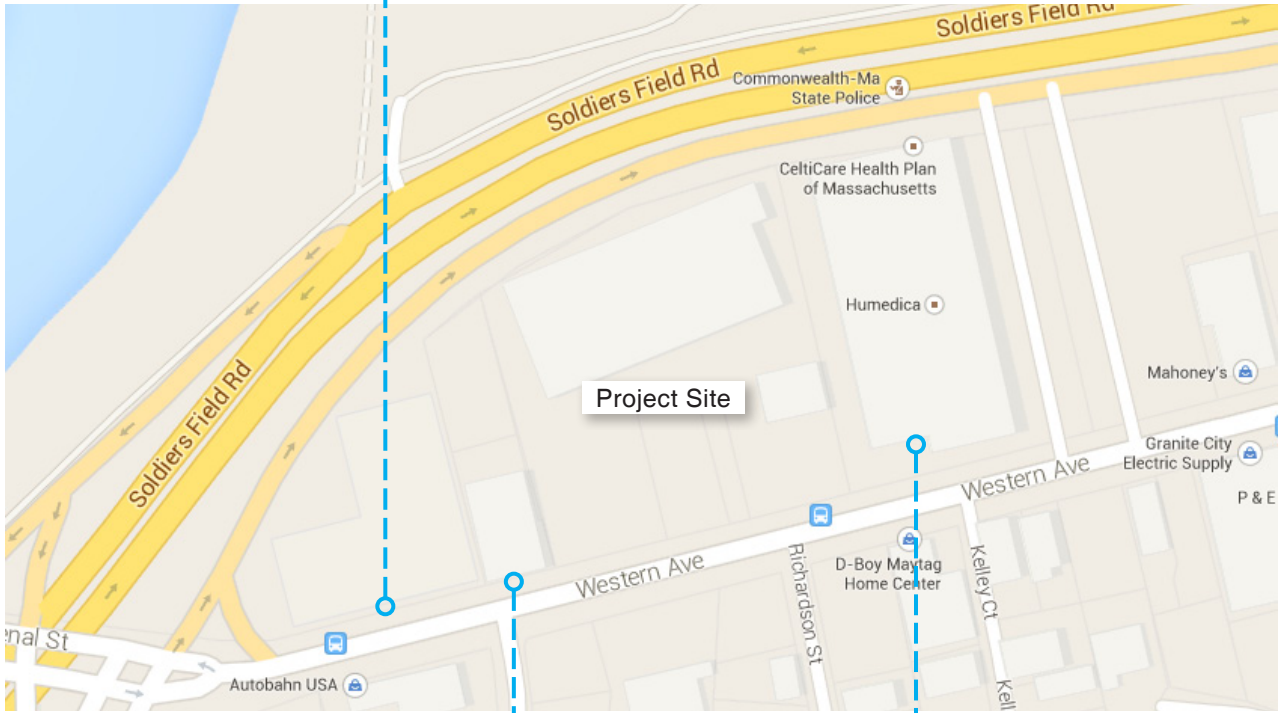 Soldiers Field Rd
Soldiers Field Rd
Commonwealth-Ma
State Police
CeltiCare Health Plan
of Massachusetts
Humedica
Soldiers Field Rd
Project Site
Mahoney's
Granite City
Electric Supply
Western Ave
P & E
D-Boy Maytag
Home Center
Western Ave
Richardson St
Kelley Ct
enal St
Autobahn USA
Kell